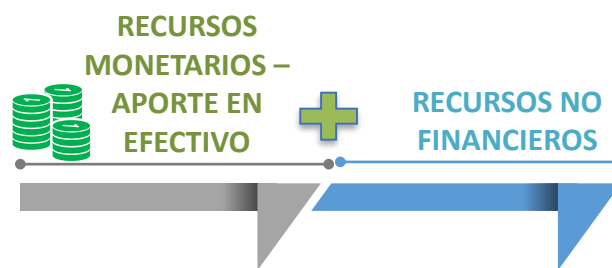 RECURSOS
MONETARIOS –
APORTE EN
EFECTIVO
RECURSOS NO
FINANCIEROS